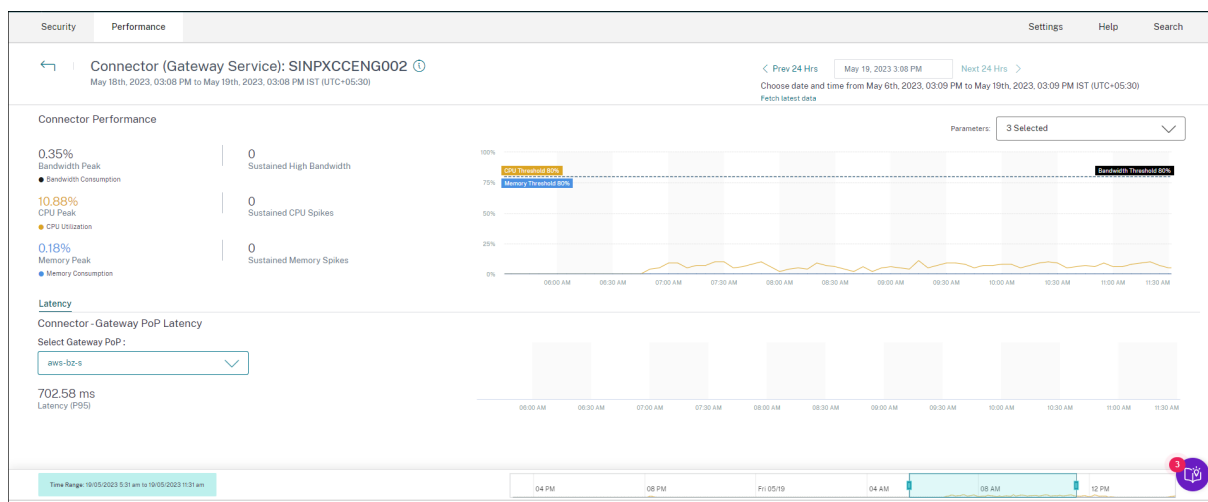 Security Performance Settings Help Search
Connector (Gateway Service): SINPXCCENG002
May 18th, 2023, 03:08 PM to May 19th, 2023, 03:08 PM IST (UTC+05:30)
Prev 24 Hrs May 19, 2023 3:08 PM Next 24 Hrs
Choose date and time from May 6th, 2023, 03:09 PM to May 19th, 2023, 03:09 PM IST (UTC+05:30)
Fetch latest data
Connector Performance
Parameters: 3 Selected
0.35%
Bandwidth Peak
Bandwidth Consumption
0
Sustained High Bandwidth
10.88%
CPU Peak
CPU Utilization
0
Sustained CPU Spikes
0.18%
Memory Peak
Memory Consumption
0
Sustained Memory Spikes
100%
CPU Threshold 80% Bandwidth Threshold 80%
75% Memory Threshold 80%
50%
25%
0%
06:00 AM 06:30 AM 07:00 AM 07:30 AM 08:00 AM 08:30 AM 09:00 AM 09:30 AM 10:00 AM 10:30 AM 11:00 AM 11:30 AM
Latency
Connector - Gateway PoP Latency
Select Gateway PoP :
aws-bz-s
702.58 ms
Latency (P95)
06:00 AM 06:30 AM 07:00 AM 07:30 AM 08:00 AM 08:30 AM 09:00 AM 09:30 AM 10:00 AM 10:30 AM 11:00 AM 11:30 AM
3
Time Range: 19/05/2023 5:31 am to 19/05/2023 11:31 am
04 PM 08 PM Fri 05/19 04 AM 08 AM 12 PM